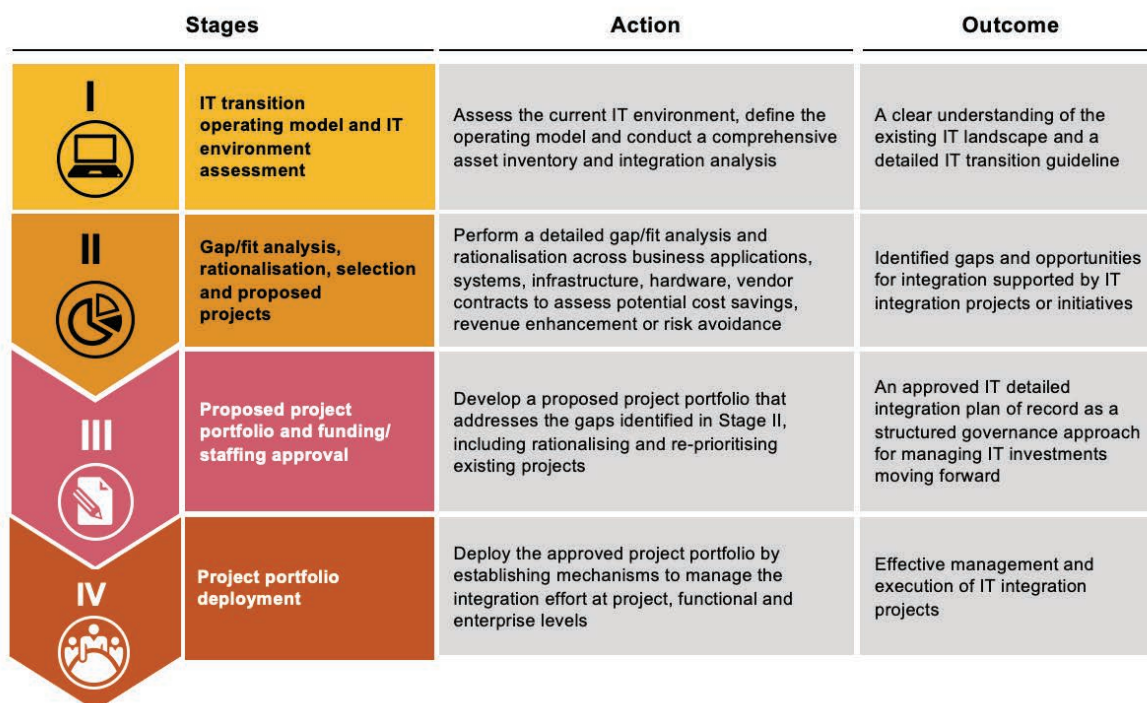 Stages
Action
Outcome
I
IT transition
operating model and IT
environment
assessment
Assess the current IT environment, define the
operating model and conduct a comprehensive
asset inventory and integration analysis
A clear understanding of the
existing IT landscape and a
detailed IT transition guideline
II
Gap/fit analysis,
rationalisation, selection
and proposed
projects
Perform a detailed gap/fit analysis and
rationalisation across business applications,
systems, infrastructure, hardware, vendor
contracts to assess potential cost savings,
revenue enhancement or risk avoidance
Identified gaps and opportunities
for integration supported by IT
integration projects or initiatives
III
Proposed project
portfolio and funding/
staffing approval
Develop a proposed project portfolio that
addresses the gaps identified in Stage II,
including rationalising and re-prioritising
existing projects
An approved IT detailed
integration plan of record as a
structured governance approach
for managing IT investments
moving forward
IV
Project portfolio
deployment
Deploy the approved project portfolio by
establishing mechanisms to manage the
integration effort at project, functional and
enterprise levels
Effective management and
execution of IT integration
projects